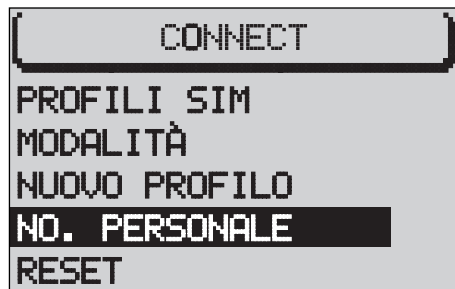 CONNECT
PROFILI SIM
MODALITÀ
NUOVO PROFILO
NO. PERSONALE
RESET